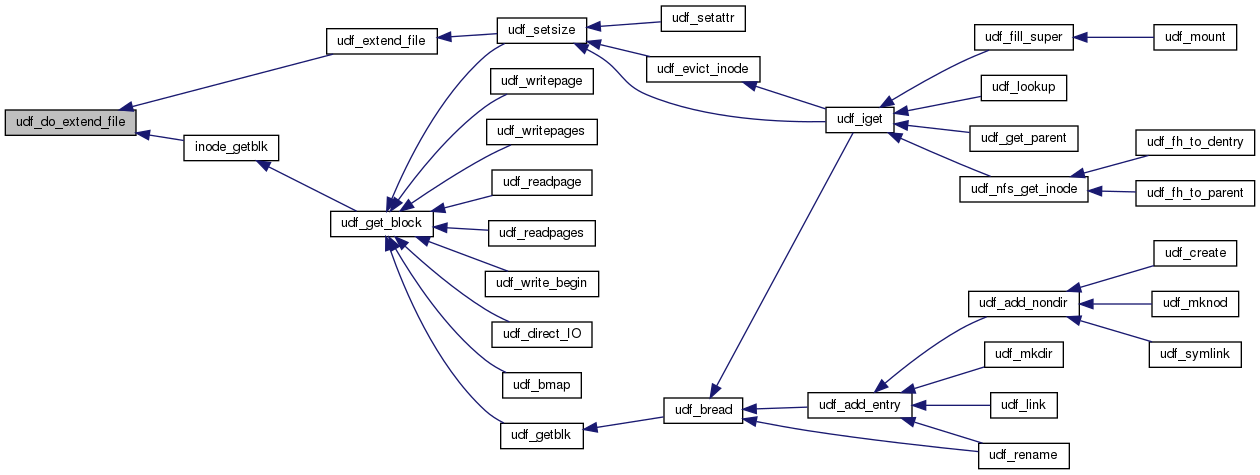 udf_do_extend_file
udf_extend_file
inode_getblk
udf_get_block
udf_setsize
udf_writepage
udf_writepages
udf_readpage
udf_readpages
udf_write_begin
udf_direct_IO
udf_bmap
udf_getblk
udf_setattr
udf_evict_inode
udf_bread
udf_iget
udf_add_entry
udf_fill_super
udf_lookup
udf_get_parent
udf_nfs_get_inode
udf_add_nondir
udf_mkdir
udf_link
udf_rename
udf_mount
udf_fh_to_dentry
udf_fh_to_parent
udf_create
udf_mknod
udf_symlink